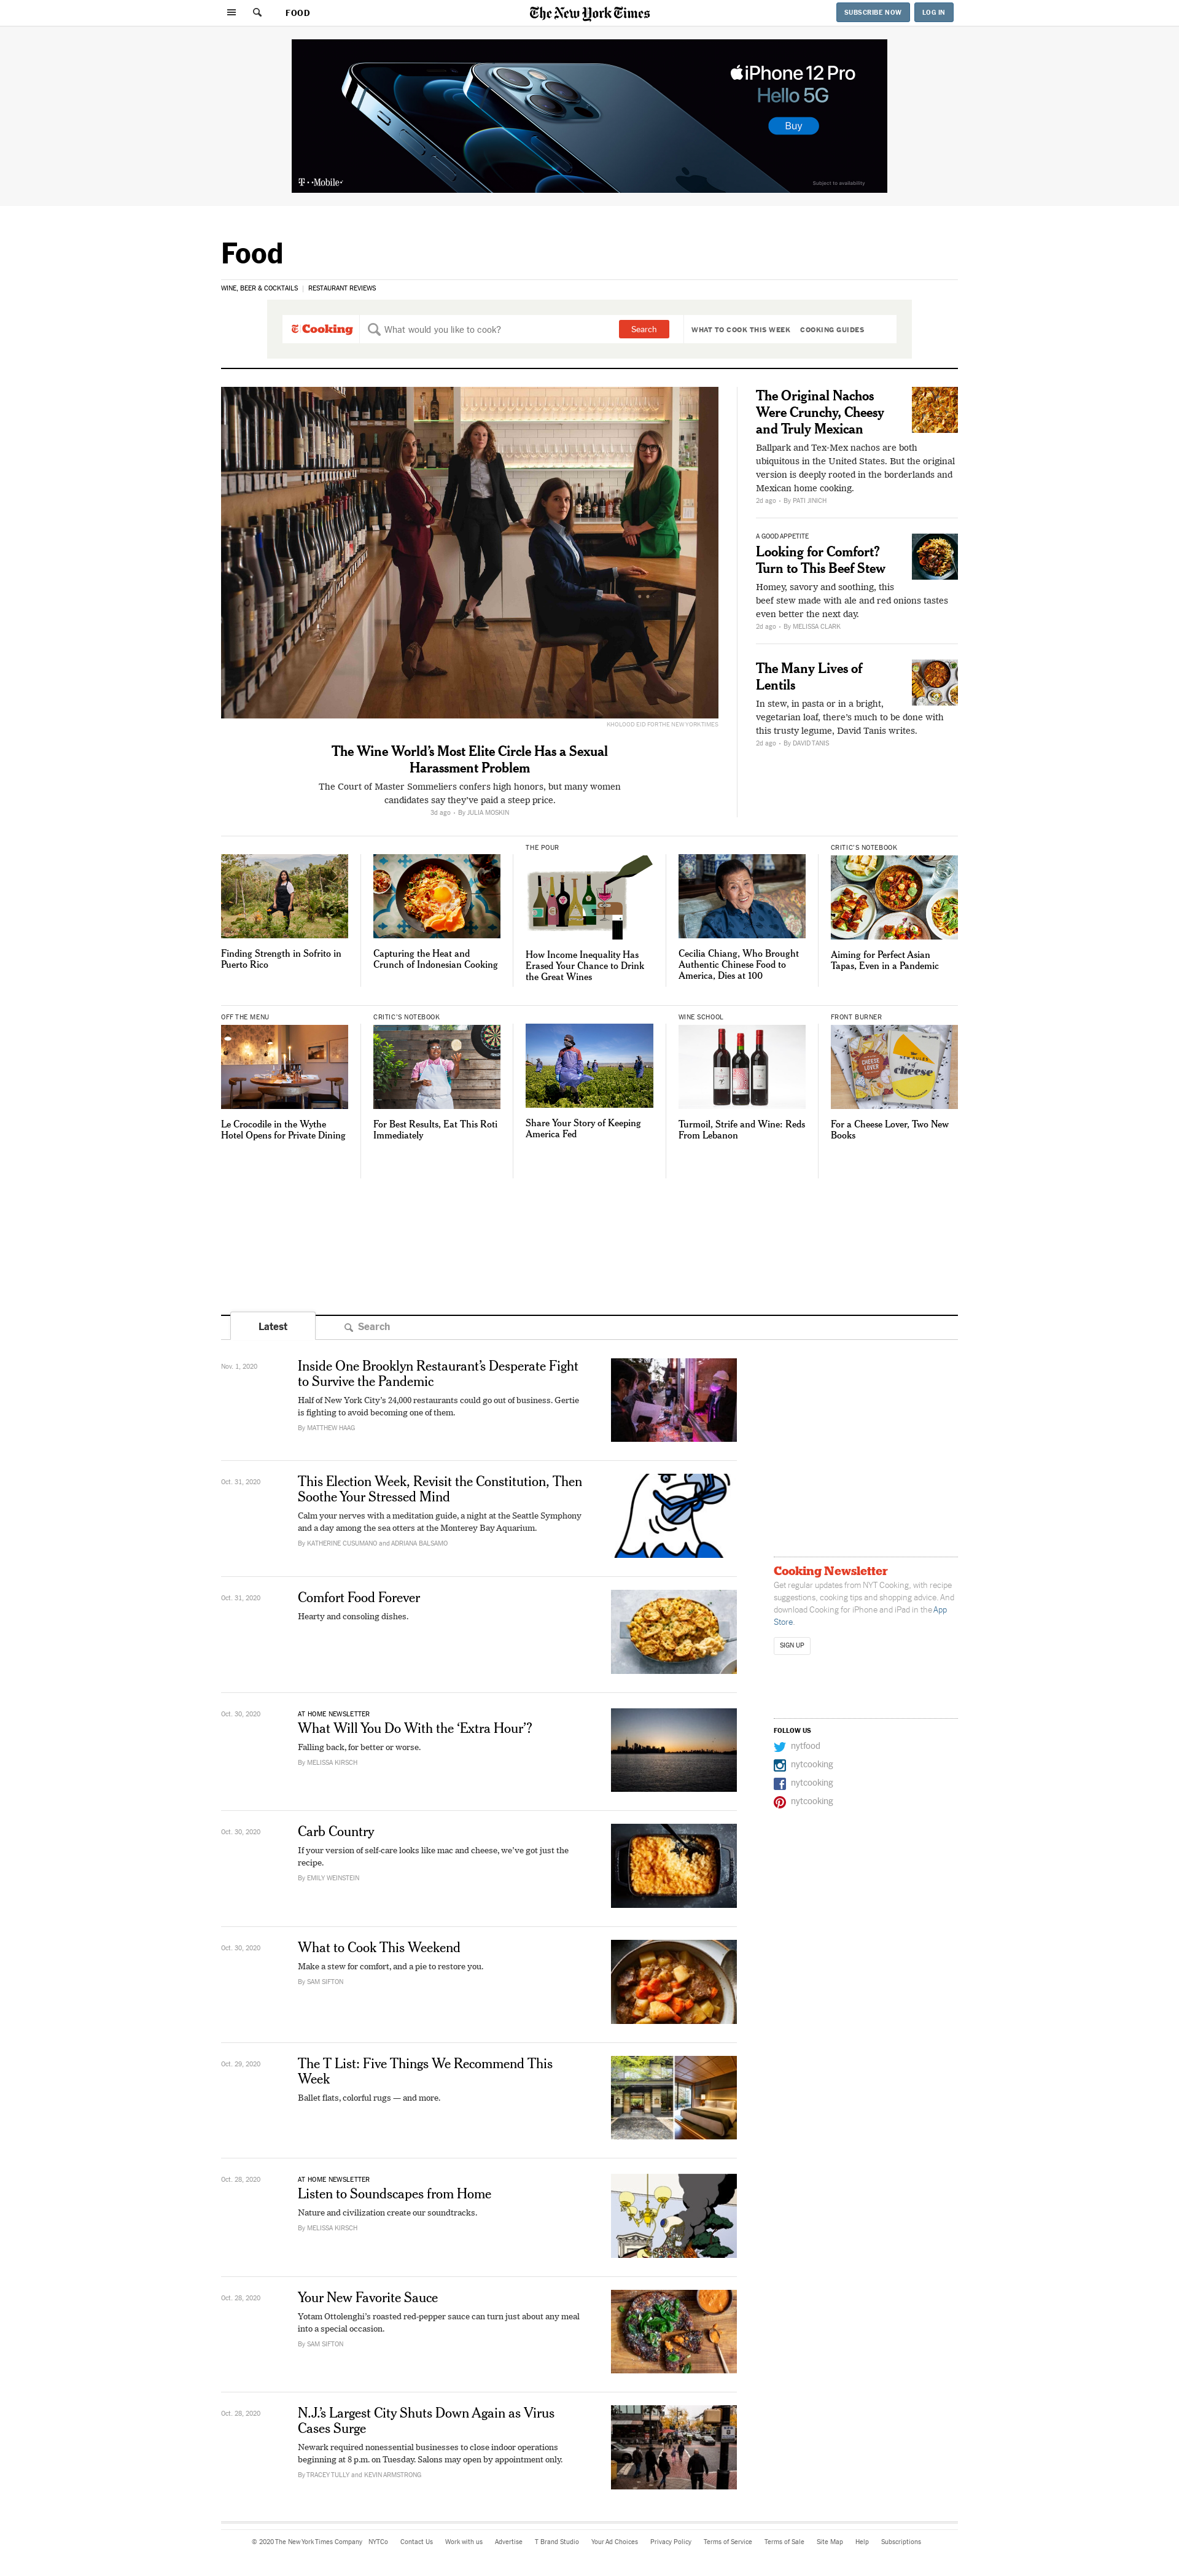 FOOD
The New York Times
SUBSCRIBE NOW
LOG IN
iPhone 12 Pro
Hello 5G
Buy
T-Mobile
Subject to availability
Food
WINE, BEER & COCKTAILS | RESTAURANT REVIEWS
Cooking
What would you like to cook?
Search
WHAT TO COOK THIS WEEK
COOKING GUIDES
KHOLOOD EID FOR THE NEW YORK TIMES
The Wine World's Most Elite Circle Has a Sexual
Harassment Problem
The Court of Master Sommeliers confers high honors, but many women
candidates say they've paid a steep price.
3d ago - By JULIA MOSKIN
The Original Nachos
Were Crunchy, Cheesy
and Truly Mexican
Ballpark and Tex-Mex nachos are both
ubiquitous in the United States. But the original
version is deeply rooted in the borderlands and
Mexican home cooking.
2d ago - By PATI JINICH
A GOOD APPETITE
Looking for Comfort?
Turn to This Beef Stew
Homey, savory and soothing, this
beef stew made with ale and red onions tastes
even better the next day.
2d ago - By MELISSA CLARK
The Many Lives of
Lentils
In stew, in pasta or in a bright,
vegetarian loaf, there's much to be done with
this trusty legume, David Tanis writes.
2d ago - By DAVID TANIS
Finding Strength in Sofrito in
Puerto Rico
Capturing the Heat and
Crunch of Indonesian Cooking
THE POUR
How Income Inequality Has
Erased Your Chance to Drink
the Great Wines
Cecilia Chiang, Who Brought
Authentic Chinese Food to
America, Dies at 100
CRITIC'S NOTEBOOK
Aiming for Perfect Asian
Tapas, Even in a Pandemic
OFF THE MENU
Le Crocodile in the Wythe
Hotel Opens for Private Dining
CRITIC'S NOTEBOOK
For Best Results, Eat This Roti
Immediately
Share Your Story of Keeping
America Fed
WINE SCHOOL
Turmoil, Strife and Wine: Reds
From Lebanon
FRONT BURNER
CHEESE
LOVER
cheese
For a Cheese Lover, Two New
Books
Latest
Search
Nov. 1, 2020
Inside One Brooklyn Restaurant's Desperate Fight
to Survive the Pandemic
Half of New York City's 24,000 restaurants could go out of business. Gertie
is fighting to avoid becoming one of them.
By MATTHEW HAAG
Oct. 31, 2020
This Election Week, Revisit the Constitution, Then
Soothe Your Stressed Mind
Calm your nerves with a meditation guide, a night at the Seattle Symphony
and a day among the sea otters at the Monterey Bay Aquarium.
By KATHERINE CUSUMANO and ADRIANA BALSAMO
Oct. 31, 2020
Comfort Food Forever
Hearty and consoling dishes.
Oct. 30, 2020
AT HOME NEWSLETTER
What Will You Do With the ‘Extra Hour’?
Falling back, for better or worse.
By MELISSA KIRSCH
Oct. 30, 2020
Carb Country
If your version of self-care looks like mac and cheese, we've got just the
recipe.
By EMILY WEINSTEIN
Oct. 30, 2020
What to Cook This Weekend
Make a stew for comfort, and a pie to restore you.
By SAM SIFTON
Oct. 29, 2020
The T List: Five Things We Recommend This
Week
Ballet flats, colorful rugs — and more.
Oct. 28, 2020
AT HOME NEWSLETTER
Listen to Soundscapes from Home
Nature and civilization create our soundtracks.
By MELISSA KIRSCH
Oct. 28, 2020
Your New Favorite Sauce
Yotam Ottolenghi's roasted red-pepper sauce can turn just about any meal
into a special occasion.
By SAM SIFTON
Oct. 28, 2020
N.J.'s Largest City Shuts Down Again as Virus
Cases Surge
Newark required nonessential businesses to close indoor operations
beginning at 8 p.m. on Tuesday. Salons may open by appointment only.
By TRACEY TULLY and KEVIN ARMSTRONG
Cooking Newsletter
Get regular updates from NYT Cooking, with recipe
suggestions, cooking tips and shopping advice. And
download Cooking for iPhone and iPad in the App
Store.
SIGN UP
FOLLOW US
nytfood
nytcooking
nytcooking
nytcooking
© 2020 The New York Times Company NYTCo Contact Us Work with us Advertise T Brand Studio Your Ad Choices Privacy Policy Terms of Service Terms of Sale Site Map Help Subscriptions